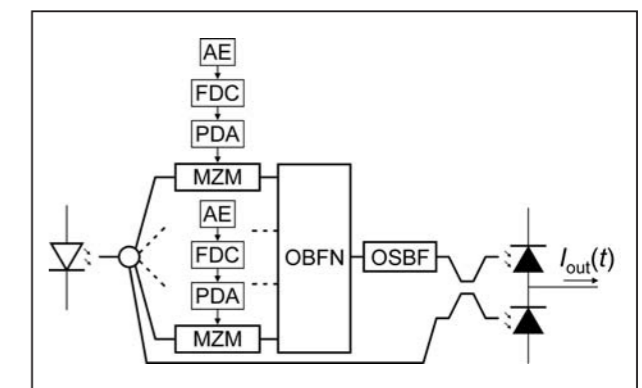 AE
FDC
PDA
MZM
AE
FDC
PDA
MZM
OBFN
OSBF
Iout(t)